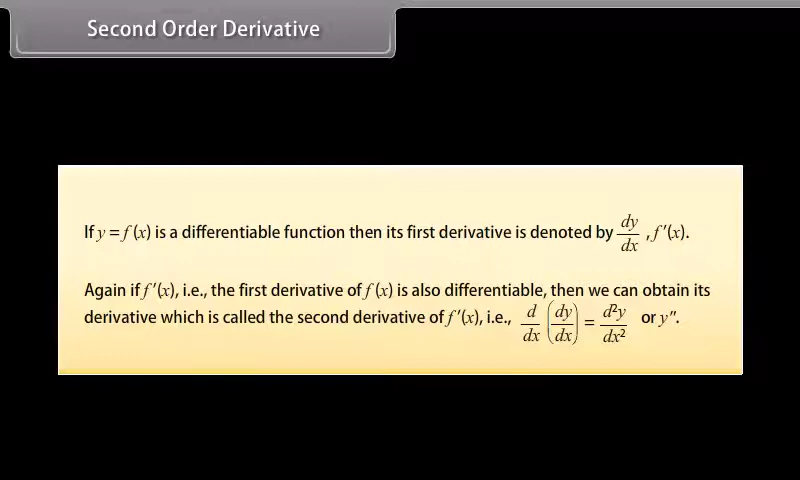 Second Order Derivative
If y = f (x) is a differentiable function then its first derivative is denoted by dy/dx , f ′(x).
Again if f ′(x), i.e., the first derivative of f (x) is also differentiable, then we can obtain its
derivative which is called the second derivative of f ′(x), i.e., d/dx (dy/dx) = d²y/dx² or y″.